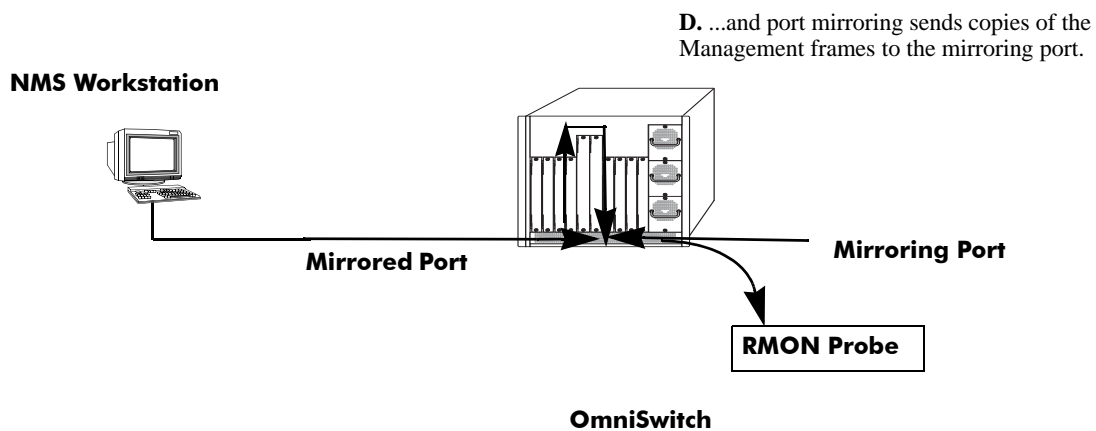 D. ...and port mirroring sends copies of the
Management frames to the mirroring port.
NMS Workstation
Mirrored Port
Mirroring Port
RMON Probe
OmniSwitch